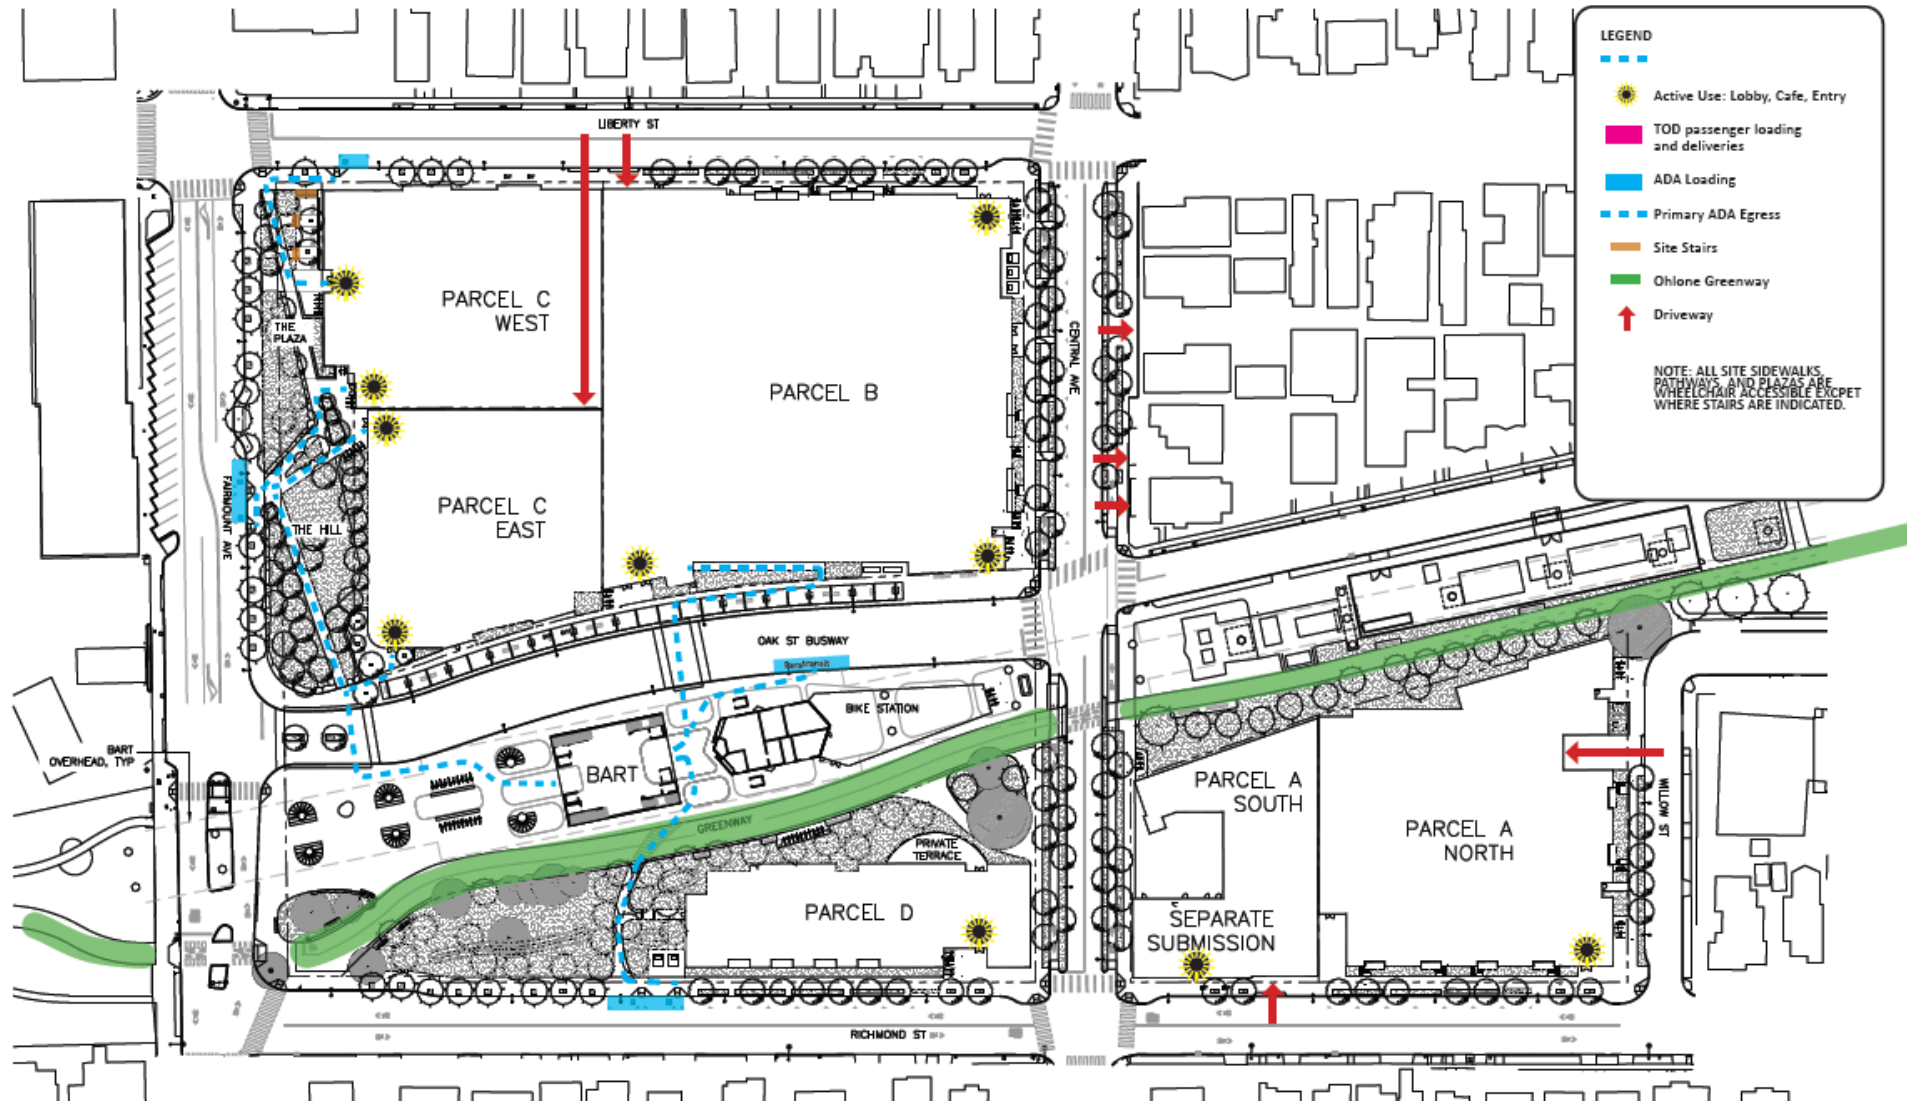 LEGEND
Active Use: Lobby, Cafe, Entry
TOD passenger loading
and deliveries
ADA Loading
Primary ADA Egress
Site Stairs
Ohlone Greenway
Driveway
NOTE: ALL SITE SIDEWALKS,
PATHWAYS, AND PLAZAS ARE
WHEELCHAIR ACCESSIBLE EXCPET
WHERE STAIRS ARE INDICATED.
LIBERTY ST
PARCEL C
WEST
THE
PLAZA
PARCEL B
CENTRAL AVE
FAIRMOUNT AVE
PARCEL C
EAST
THE HILL
OAK ST BUSWAY
Paratransit
BIKE STATION
BART
OVERHEAD, TYP
BART
GREENWAY
PRIVATE
TERRACE
PARCEL D
PARCEL A
SOUTH
PARCEL A
NORTH
WILLOW ST
SEPARATE
SUBMISSION
RICHMOND ST